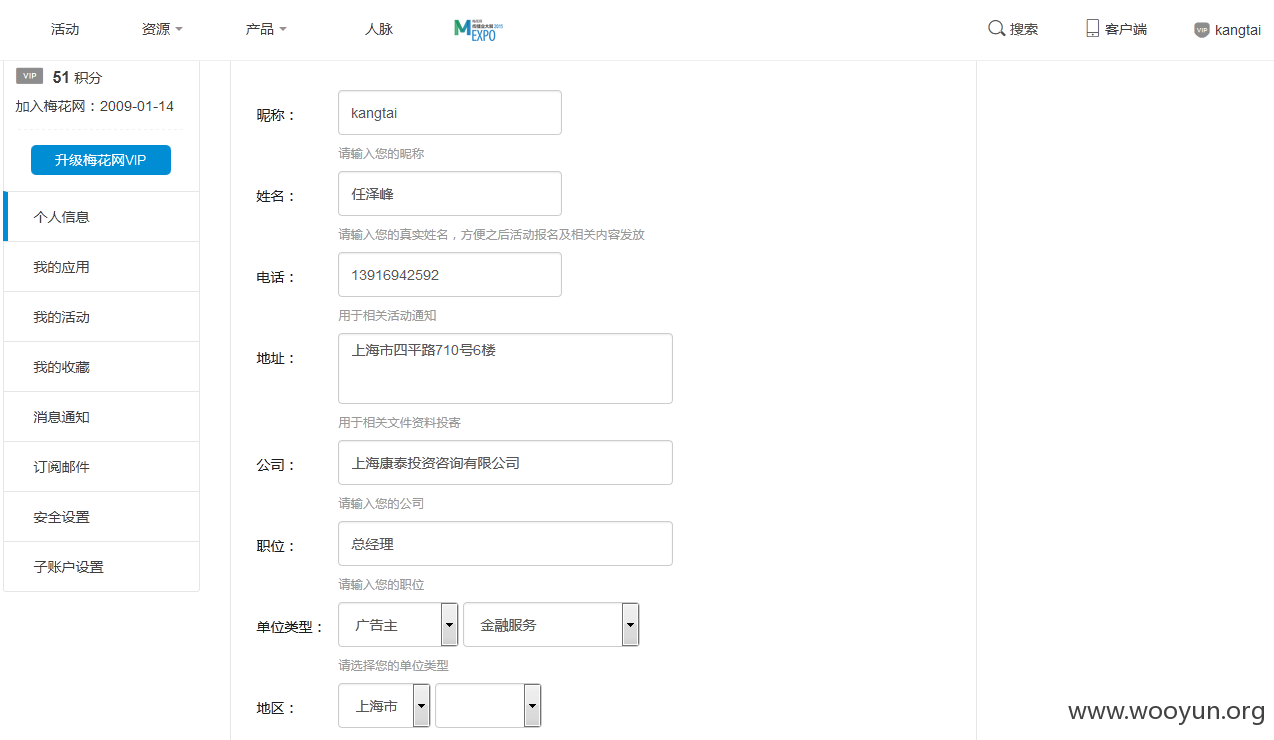 活动 资源 产品 人脉 M EXPO 搜索 客户端 VIP kangtai
VIP 51 积分
加入梅花网：2009-01-14
升级梅花网VIP
个人信息
我的应用
我的活动
我的收藏
消息通知
订阅邮件
安全设置
子账户设置
昵称： kangtai
请输入您的昵称
姓名： 任泽峰
请输入您的真实姓名，方便之后活动报名及相关内容发放
电话： 13916942592
用于相关活动通知
地址： 上海市四平路710号6楼
用于相关文件资料投寄
公司： 上海康泰投资咨询有限公司
请输入您的公司
职位： 总经理
请输入您的职位
单位类型： 广告主 金融服务
请选择您的单位类型
地区： 上海市
www.wooyun.org